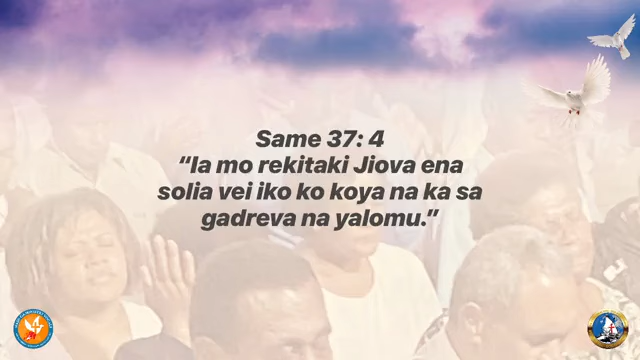 Same 37: 4
“Ia mo rekitaki Jiova ena
solia vei iko ko koya na ka sa
gadreva na yalomu.”